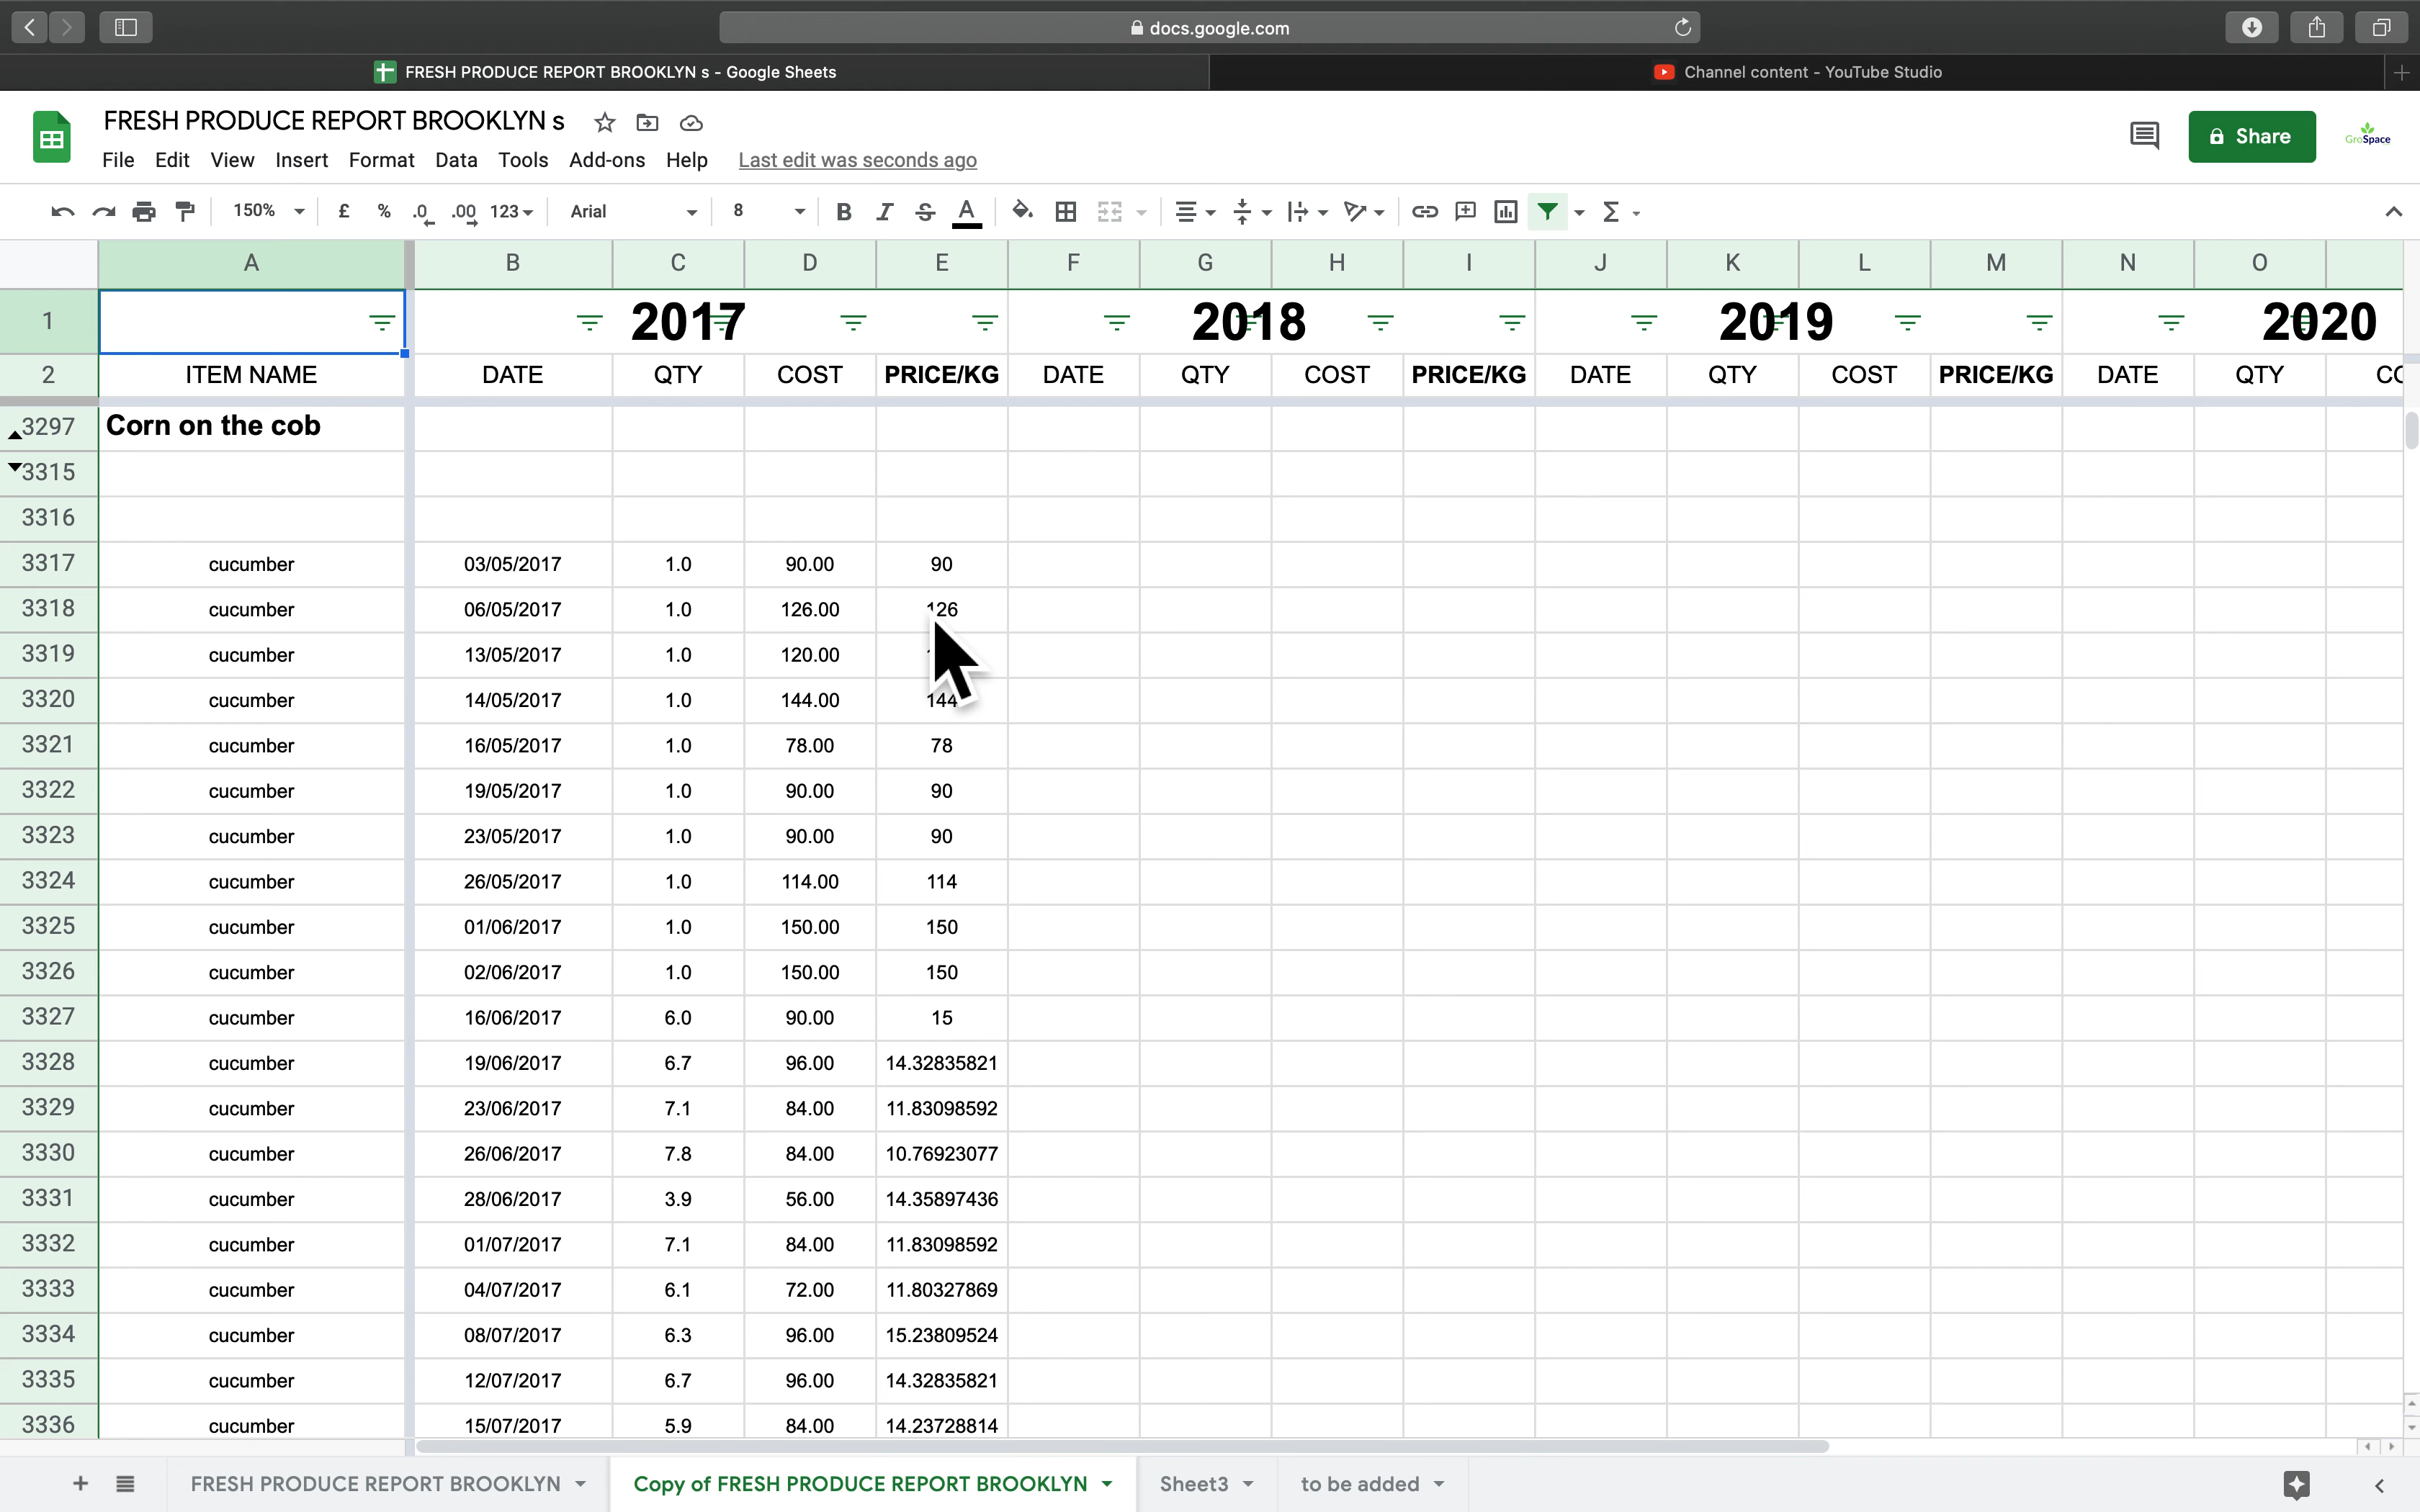 docs.google.com
FRESH PRODUCE REPORT BROOKLYN s - Google Sheets
Channel content - YouTube Studio
FRESH PRODUCE REPORT BROOKLYN s
GroSpace
Share
File Edit View Insert Format Data Tools Add-ons Help Last edit was seconds ago
150% £ % .0 .00 123 Arial 8 B I S A Σ
A B C D E F G H I J K L M N O
1 2017 2018 2019 2020
2 ITEM NAME DATE QTY COST PRICE/KG DATE QTY COST PRICE/KG DATE QTY COST PRICE/KG DATE QTY
3297 Corn on the cob
3315
3316
3317 cucumber 03/05/2017 1.0 90.00 90
3318 cucumber 06/05/2017 1.0 126.00 126
3319 cucumber 13/05/2017 1.0 120.00
3320 cucumber 14/05/2017 1.0 144.00 144
3321 cucumber 16/05/2017 1.0 78.00 78
3322 cucumber 19/05/2017 1.0 90.00 90
3323 cucumber 23/05/2017 1.0 90.00 90
3324 cucumber 26/05/2017 1.0 114.00 114
3325 cucumber 01/06/2017 1.0 150.00 150
3326 cucumber 02/06/2017 1.0 150.00 150
3327 cucumber 16/06/2017 6.0 90.00 15
3328 cucumber 19/06/2017 6.7 96.00 14.32835821
3329 cucumber 23/06/2017 7.1 84.00 11.83098592
3330 cucumber 26/06/2017 7.8 84.00 10.76923077
3331 cucumber 28/06/2017 3.9 56.00 14.35897436
3332 cucumber 01/07/2017 7.1 84.00 11.83098592
3333 cucumber 04/07/2017 6.1 72.00 11.80327869
3334 cucumber 08/07/2017 6.3 96.00 15.23809524
3335 cucumber 12/07/2017 6.7 96.00 14.32835821
3336 cucumber 15/07/2017 5.9 84.00 14.23728814
FRESH PRODUCE REPORT BROOKLYN Copy of FRESH PRODUCE REPORT BROOKLYN Sheet3 to be added